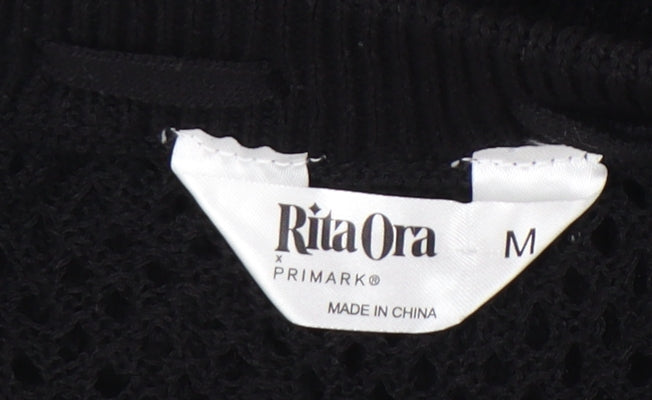 Rita Ora
x
PRIMARK®
M
MADE IN CHINA